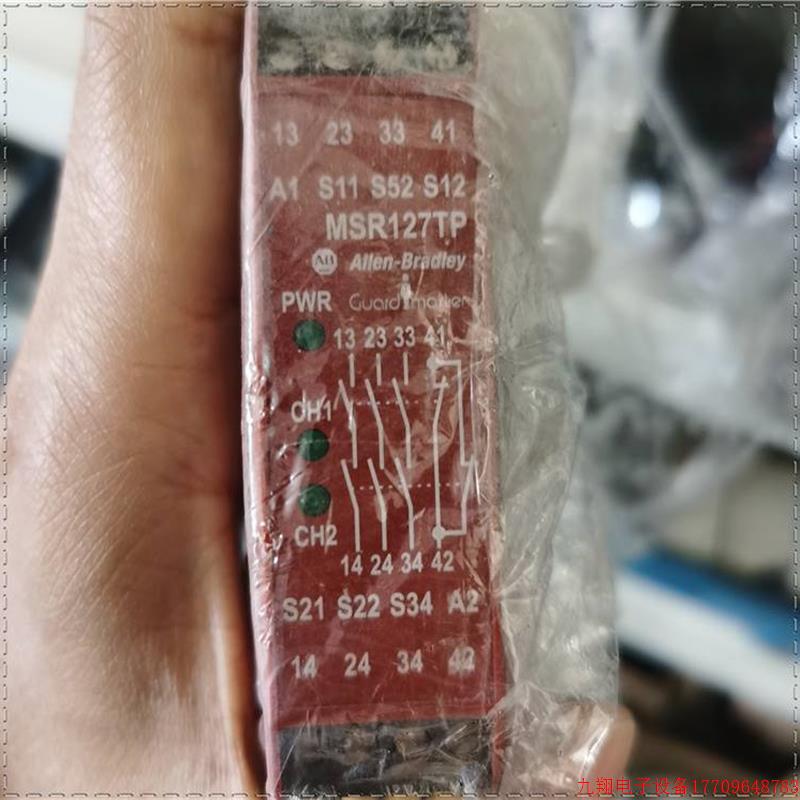 13 23 33 41
A1 S11 S52 S12
MSR127TP
AB Allen-Bradley
PWR Guardmaster
13 23 33 41
CH1
CH2
14 24 34 42
S21 S22 S34 A2
14 24 34 42
九翔电子设备17709648783